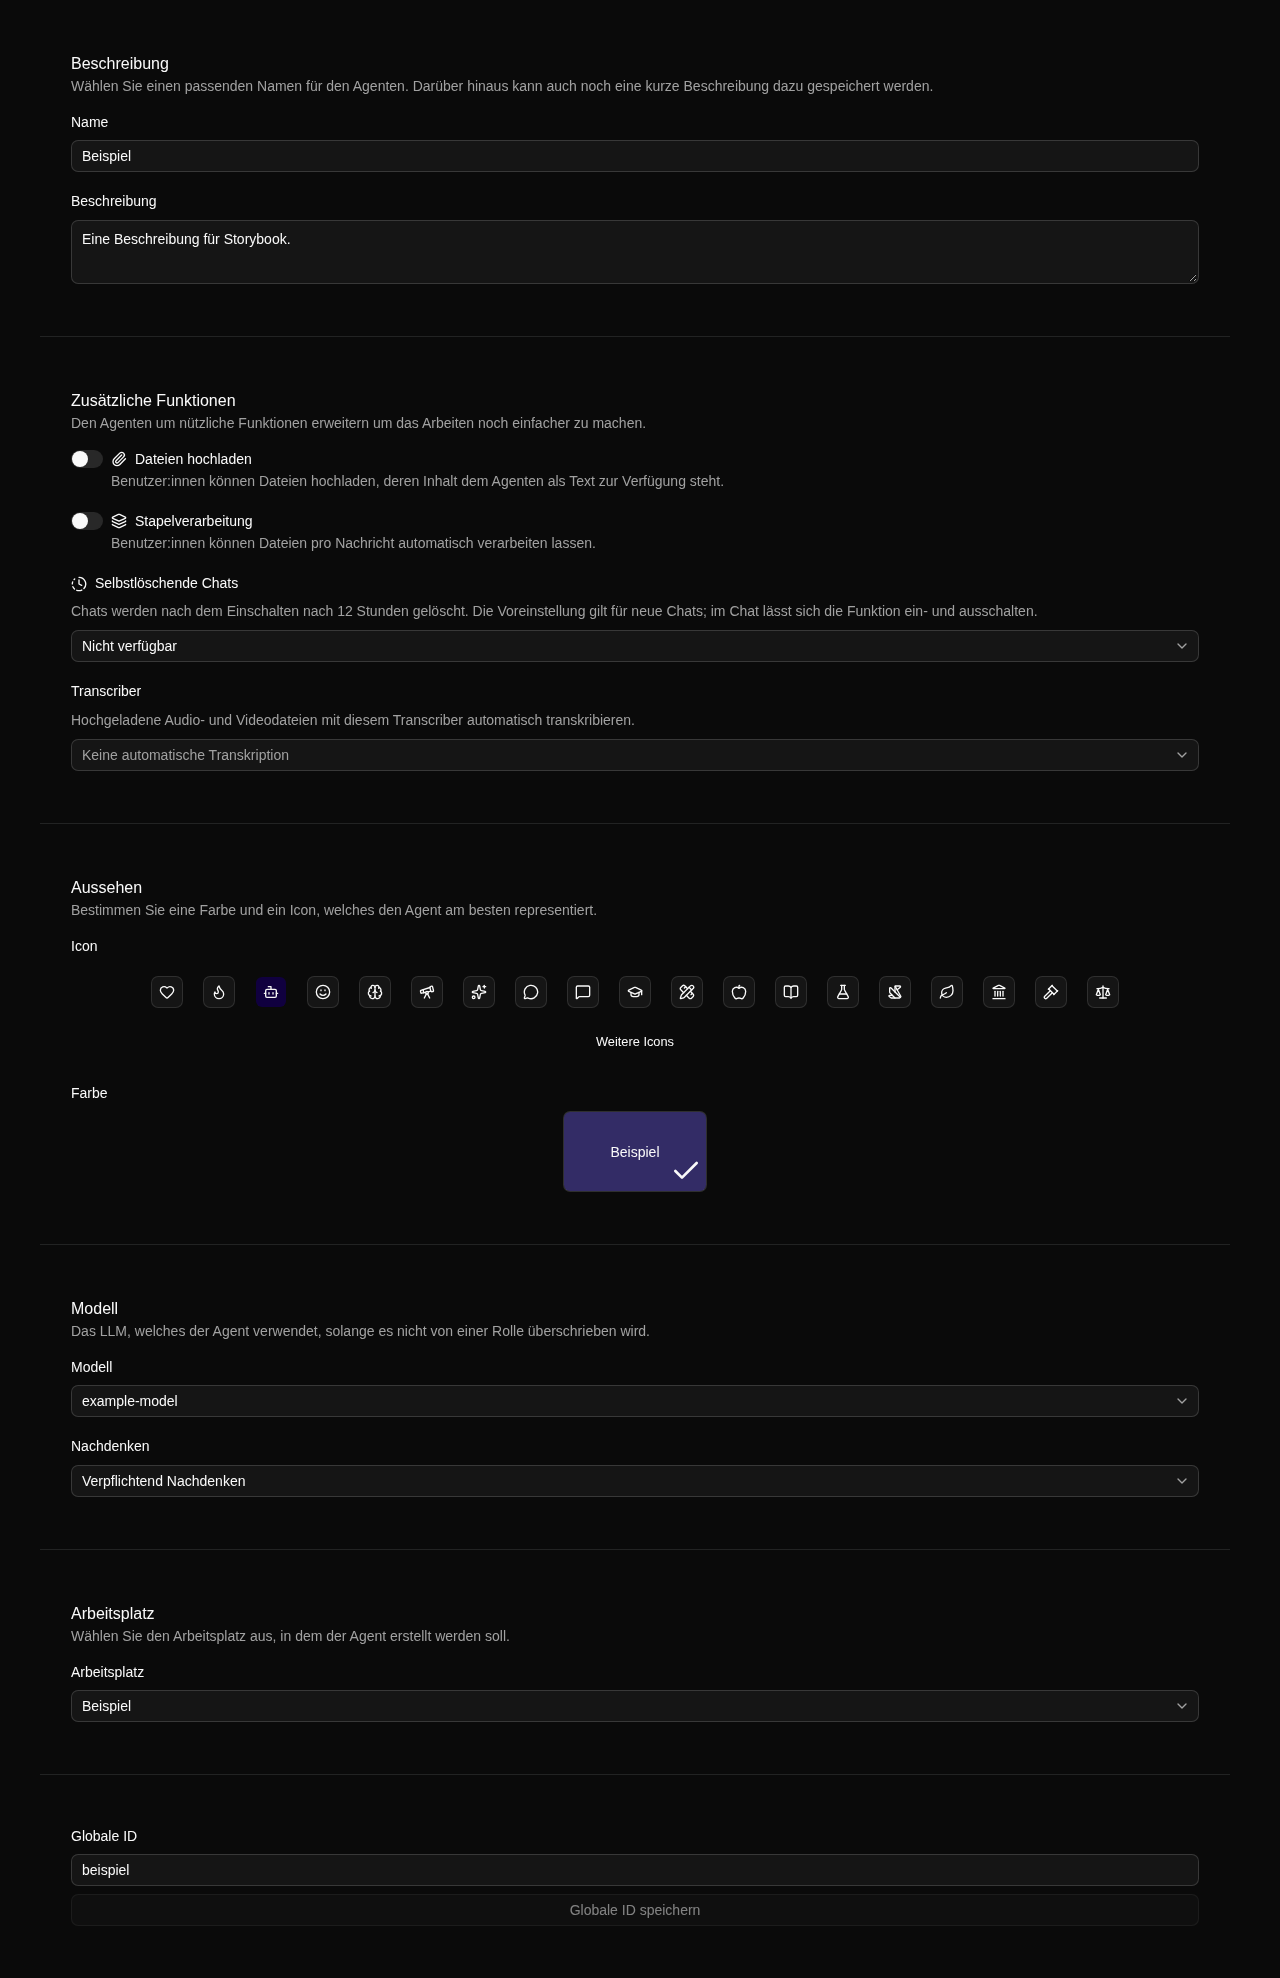 Beschreibung
Wählen Sie einen passenden Namen für den Agenten. Darüber hinaus kann auch noch eine kurze Beschreibung dazu gespeichert werden.
Name
Beispiel
Beschreibung
Eine Beschreibung für Storybook.
Zusätzliche Funktionen
Den Agenten um nützliche Funktionen erweitern um das Arbeiten noch einfacher zu machen.
Dateien hochladen
Benutzer:innen können Dateien hochladen, deren Inhalt dem Agenten als Text zur Verfügung steht.
Stapelverarbeitung
Benutzer:innen können Dateien pro Nachricht automatisch verarbeiten lassen.
Selbstlöschende Chats
Chats werden nach dem Einschalten nach 12 Stunden gelöscht. Die Voreinstellung gilt für neue Chats; im Chat lässt sich die Funktion ein- und ausschalten.
Nicht verfügbar
Transcriber
Hochgeladene Audio- und Videodateien mit diesem Transcriber automatisch transkribieren.
Keine automatische Transkription
Aussehen
Bestimmen Sie eine Farbe und ein Icon, welches den Agent am besten representiert.
Icon
Weitere Icons
Farbe
Beispiel
Modell
Das LLM, welches der Agent verwendet, solange es nicht von einer Rolle überschrieben wird.
Modell
example-model
Nachdenken
Verpflichtend Nachdenken
Arbeitsplatz
Wählen Sie den Arbeitsplatz aus, in dem der Agent erstellt werden soll.
Arbeitsplatz
Beispiel
Globale ID
beispiel
Globale ID speichern